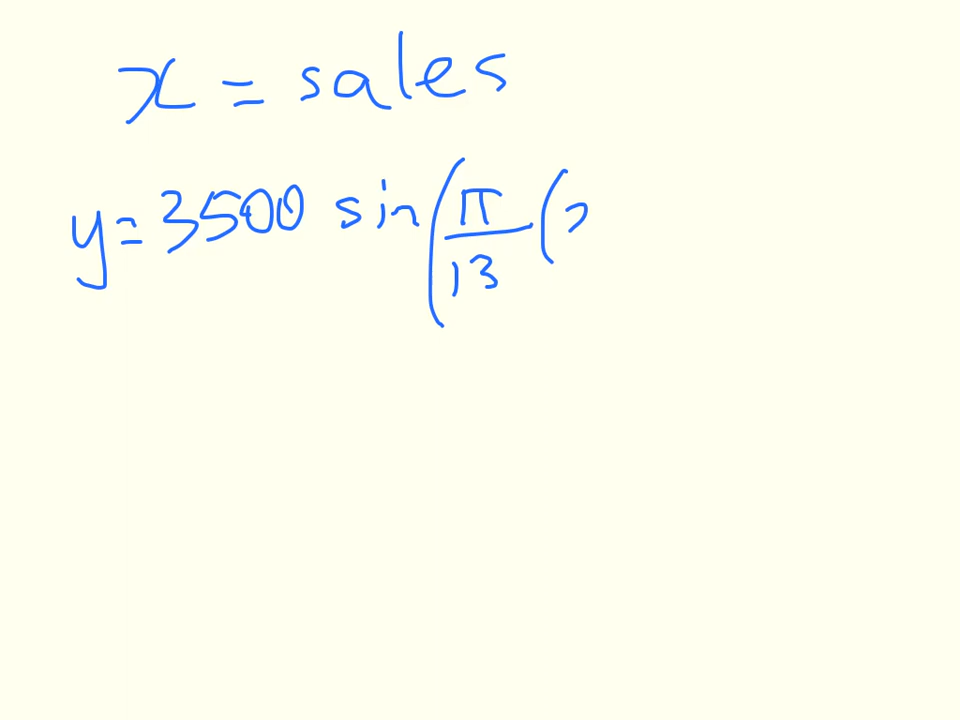 x = sales
y = 3500 sin(π/13 (